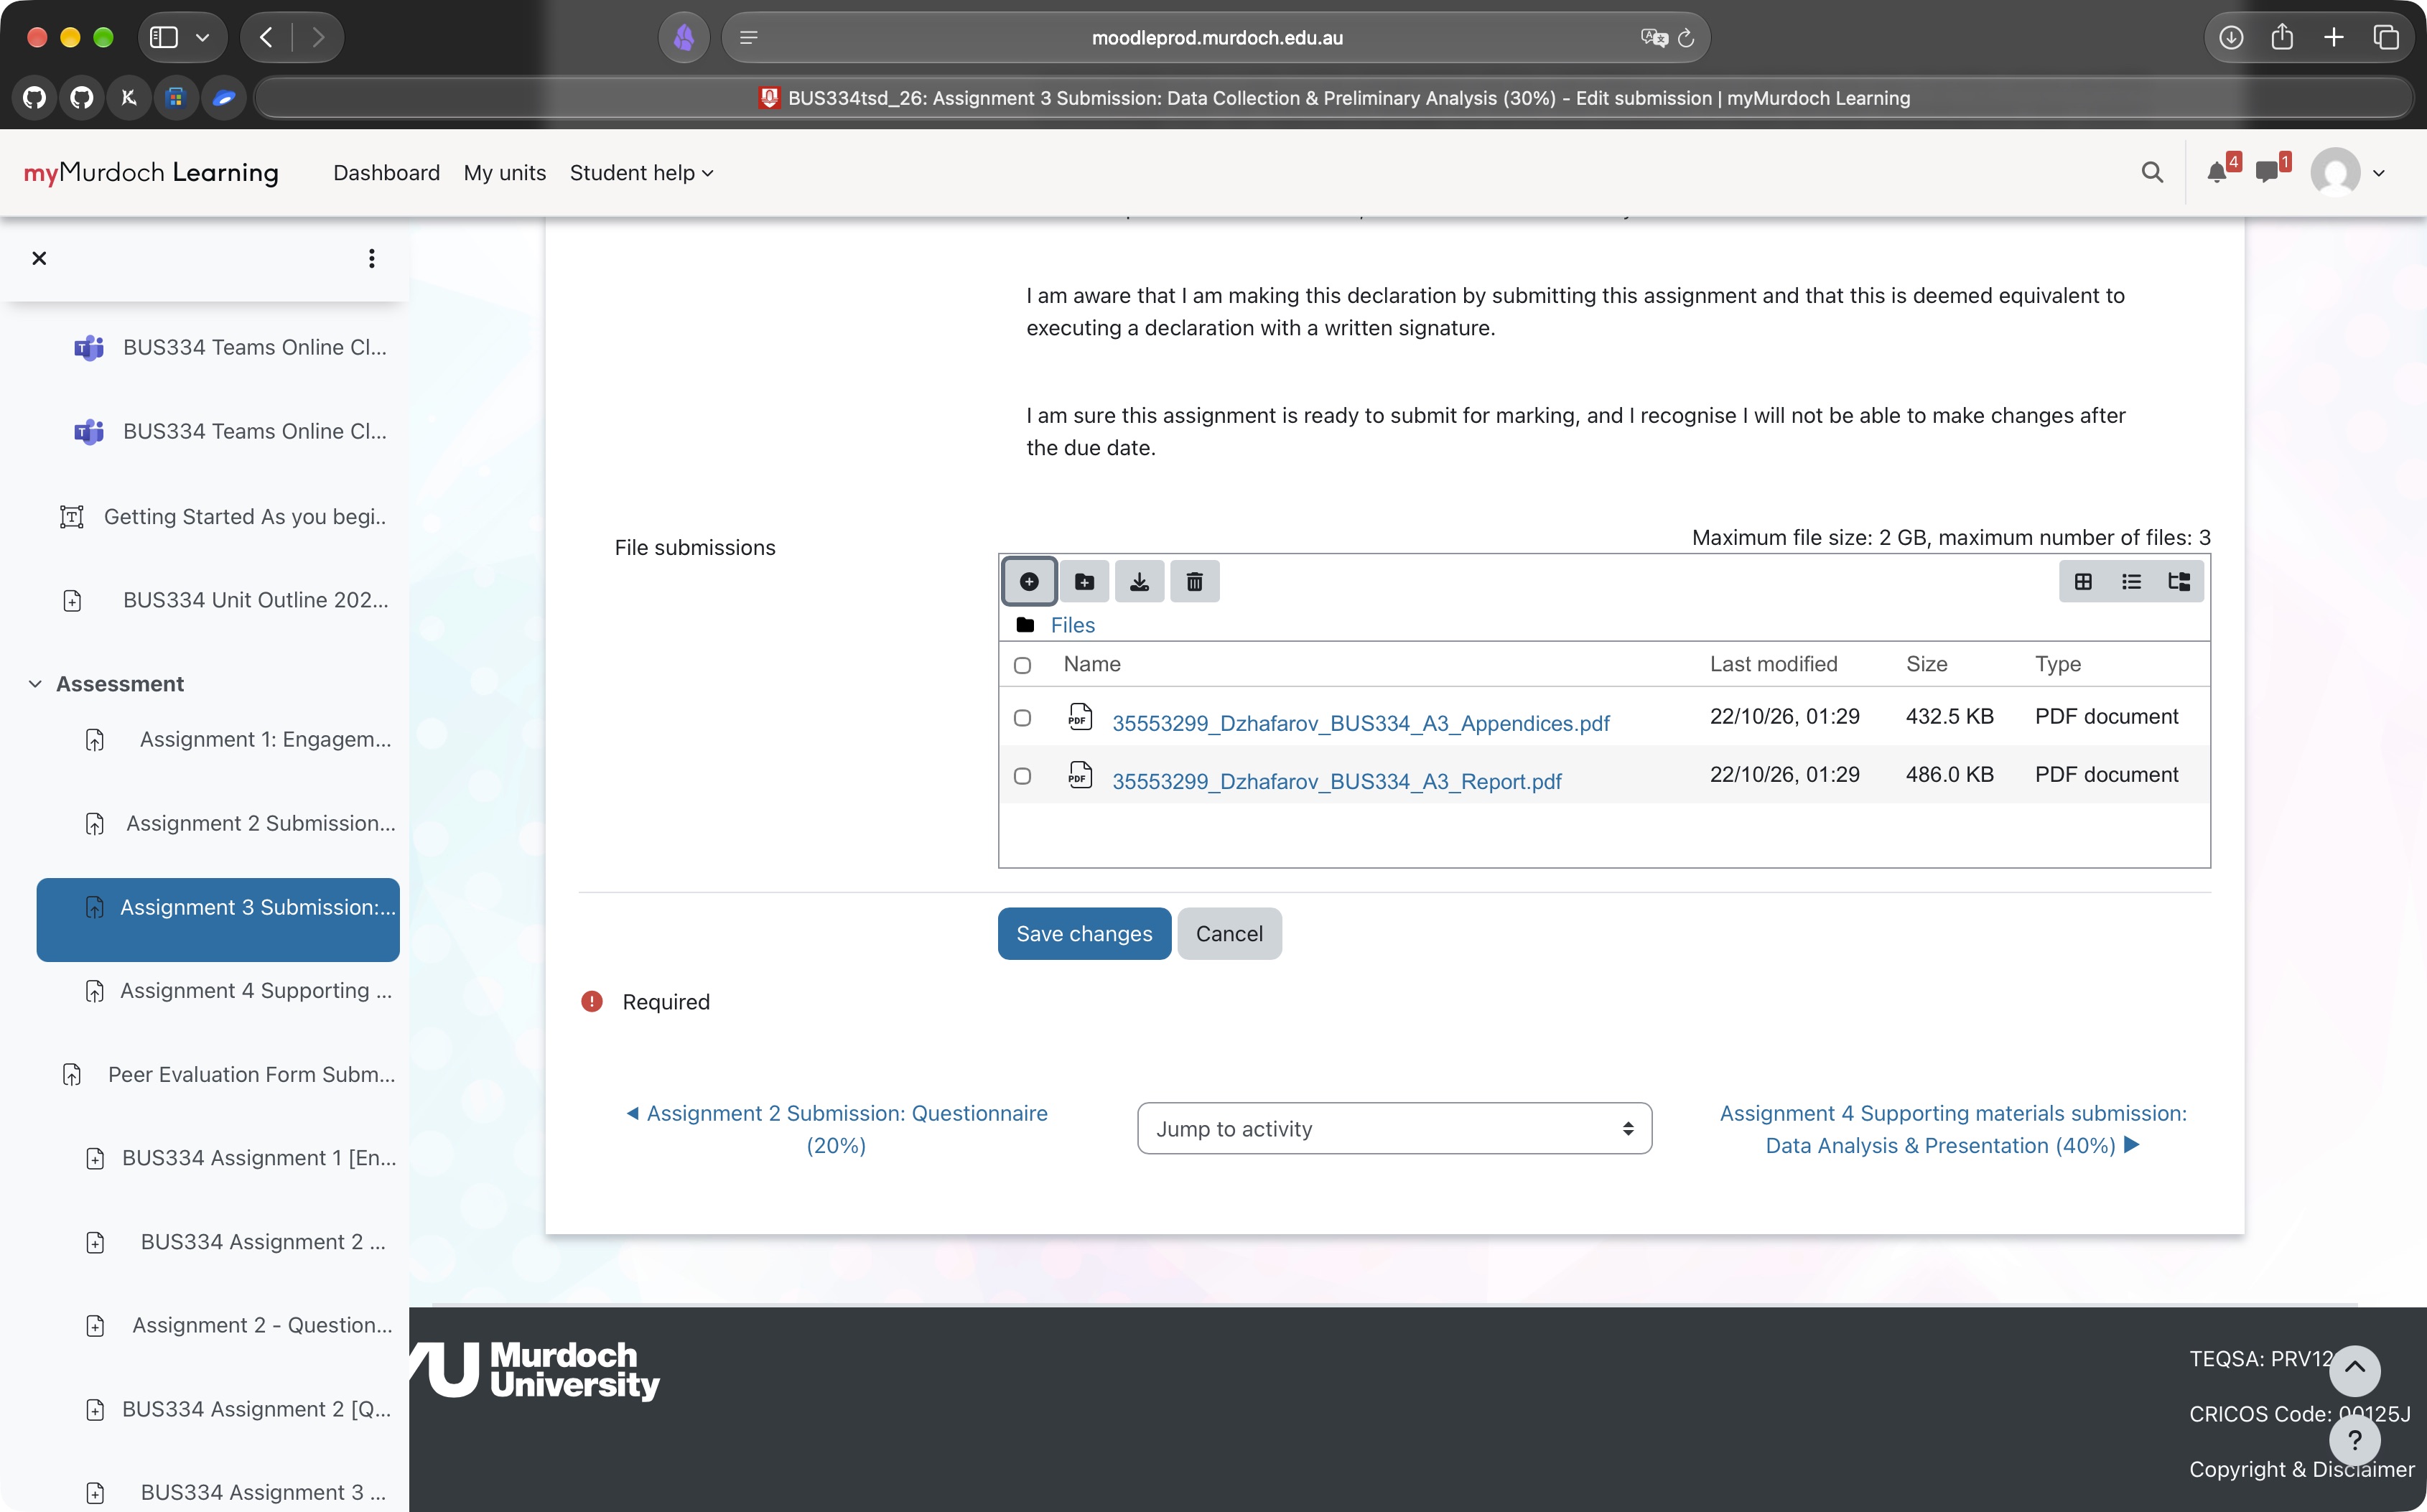 moodleprod.murdoch.edu.au
BUS334tsd_26: Assignment 3 Submission: Data Collection & Preliminary Analysis (30%) - Edit submission | myMurdoch Learning
myMurdoch Learning
Dashboard
My units
Student help
4
1
BUS334 Teams Online Cl...
BUS334 Teams Online Cl...
Getting Started As you begi..
BUS334 Unit Outline 202...
Assessment
Assignment 1: Engagem...
Assignment 2 Submission...
Assignment 3 Submission:...
Assignment 4 Supporting ...
Peer Evaluation Form Subm...
BUS334 Assignment 1 [En...
BUS334 Assignment 2 ...
Assignment 2 - Question...
BUS334 Assignment 2 [Q...
BUS334 Assignment 3 ...
I am aware that I am making this declaration by submitting this assignment and that this is deemed equivalent to
executing a declaration with a written signature.
I am sure this assignment is ready to submit for marking, and I recognise I will not be able to make changes after
the due date.
File submissions
Maximum file size: 2 GB, maximum number of files: 3
Files
Name Last modified Size Type
PDF 35553299_Dzhafarov_BUS334_A3_Appendices.pdf 22/10/26, 01:29 432.5 KB PDF document
PDF 35553299_Dzhafarov_BUS334_A3_Report.pdf 22/10/26, 01:29 486.0 KB PDF document
Save changes
Cancel
Required
◄ Assignment 2 Submission: Questionnaire
(20%)
Jump to activity
Assignment 4 Supporting materials submission:
Data Analysis & Presentation (40%) ►
Murdoch
University
TEQSA: PRV12
CRICOS Code: 00125J
?
Copyright & Disclaimer